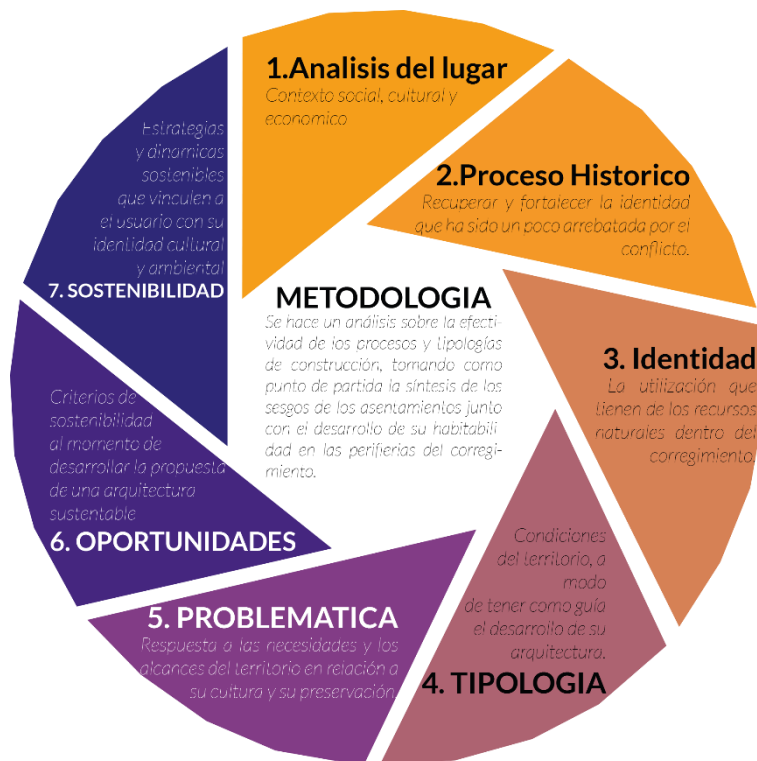 1.Analisis del lugar
Contexto social, cultural y
economico
2.Proceso Historico
Recuperar y fortalecer la identidad
que ha sido un poco arrebatada por el
conflicto.
3. Identidad
La utilización que
tienen de los recursos
naturales dentro del
corregimiento.
Condiciones
del territorio, a
modo
de tener como guía
el desarrollo de su
arquitectura.
4. TIPOLOGIA
5. PROBLEMATICA
Respuesta a las necesidades y los
alcances del territorio en relación a
su cultura y su preservación.
Criterios de
sostenibilidad
al momento de
desarrollar la propuesta
de una arquitectura
sustentable
6. OPORTUNIDADES
Estrategias
y dinamicas
sostenibles
que vinculen a
el usuario con su
identidad cultural
y ambiental
7. SOSTENIBILIDAD
METODOLOGIA
Se hace un análisis sobre la efecti-
vidad de los procesos y tipologías
de construcción, tomando como
punto de partida la síntesis de los
sesgos de los asentamientos junto
con el desarrollo de su habitabili
dad en las perifierias del corregi-
miento.